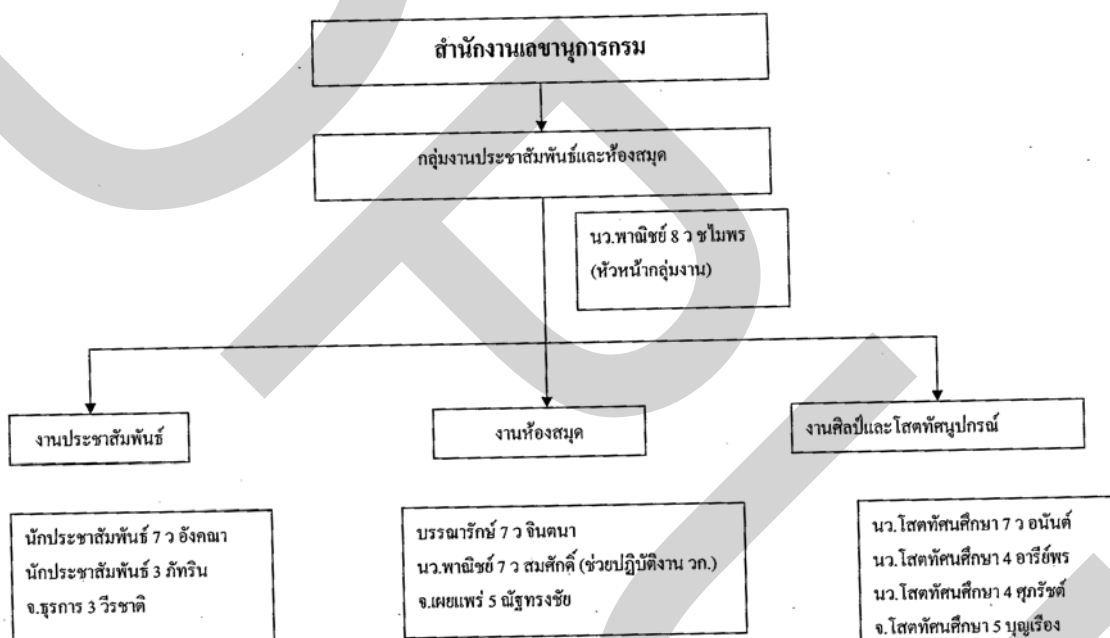 สำนักงานเลขานุการกรม
กลุ่มงานประชาสัมพันธ์และห้องสมุด
นว.พาณิชย์ 8 ว ชไมพร
(หัวหน้ากลุ่มงาน)
งานประชาสัมพันธ์
งานห้องสมุด
งานศิลป์และโสตทัศนูปกรณ์
นักประชาสัมพันธ์ 7 ว อังคณา
นักประชาสัมพันธ์ 3 ภัทริน
จ.ธุรการ 3 วีรชาติ
บรรณารักษ์ 7 ว จินตนา
นว.พาณิชย์ 7 ว สมศักดิ์ (ช่วยปฏิบัติงาน วก.)
จ.เผยแพร่ 5 ณัฐทรงชัย
นว.โสตทัศนศึกษา 7 ว อนันต์
นว.โสตทัศนศึกษา 4 อารีย์พร
นว.โสตทัศนศึกษา 4 ศุภรัชต์
จ.โสตทัศนศึกษา 5 บุญเรือง